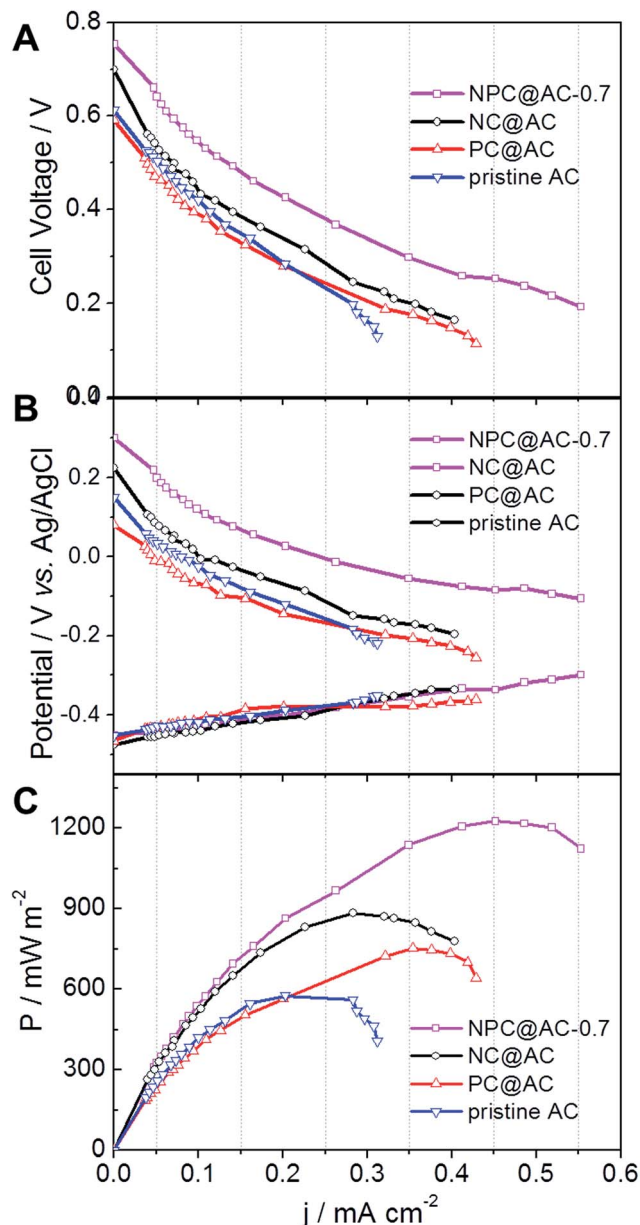 A
0.8
0.6
0.4
0.2
0.0
Cell Voltage / V
NPC@AC-0.7
NC@AC
PC@AC
pristine AC
B
0.4
0.2
0.0
-0.2
-0.4
Potential / V vs. Ag/AgCl
NPC@AC-0.7
NC@AC
PC@AC
pristine AC
C
1200
900
600
300
0
P / mW m⁻²
NPC@AC-0.7
NC@AC
PC@AC
pristine AC
0.0 0.1 0.2 0.3 0.4 0.5 0.6
j / mA cm⁻²